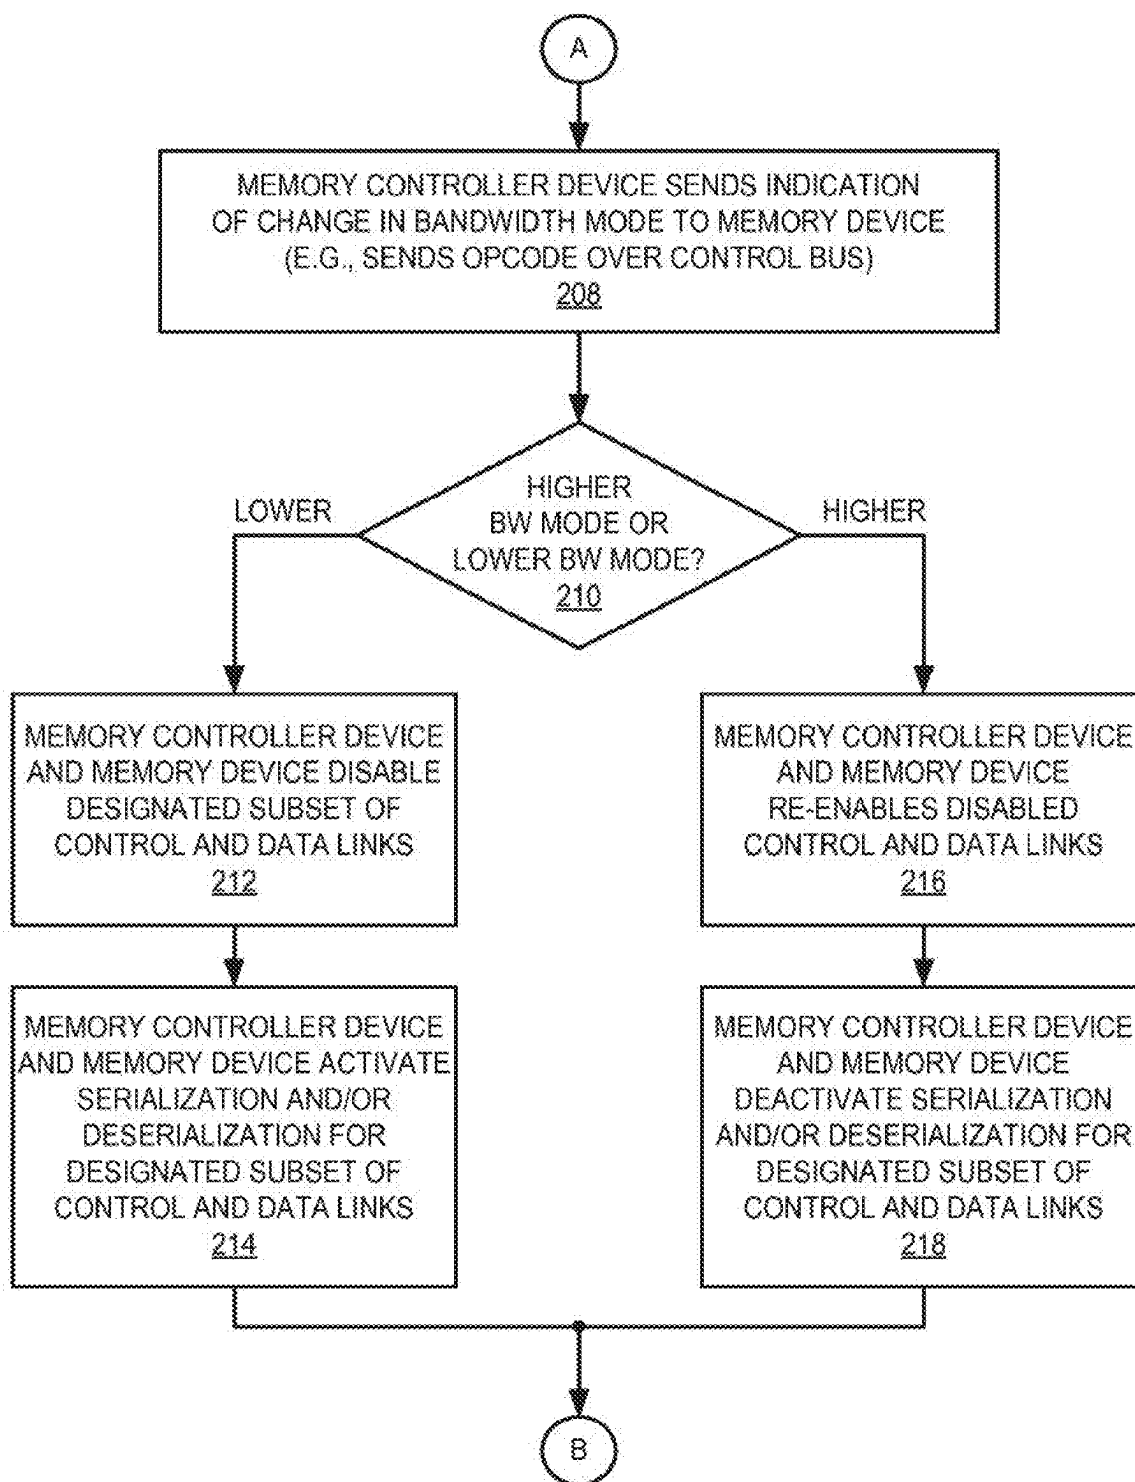 A
MEMORY CONTROLLER DEVICE SENDS INDICATION
OF CHANGE IN BANDWIDTH MODE TO MEMORY DEVICE
(E.G., SENDS OPCODE OVER CONTROL BUS)
208
HIGHER
BW MODE OR
LOWER BW MODE?
210
LOWER
HIGHER
MEMORY CONTROLLER DEVICE
AND MEMORY DEVICE DISABLE
DESIGNATED SUBSET OF
CONTROL AND DATA LINKS
212
MEMORY CONTROLLER DEVICE
AND MEMORY DEVICE ACTIVATE
SERIALIZATION AND/OR
DESERIALIZATION FOR
DESIGNATED SUBSET OF
CONTROL AND DATA LINKS
214
MEMORY CONTROLLER DEVICE
AND MEMORY DEVICE
RE-ENABLES DISABLED
CONTROL AND DATA LINKS
216
MEMORY CONTROLLER DEVICE
AND MEMORY DEVICE
DEACTIVATE SERIALIZATION
AND/OR DESERIALIZATION FOR
DESIGNATED SUBSET OF
CONTROL AND DATA LINKS
218
B